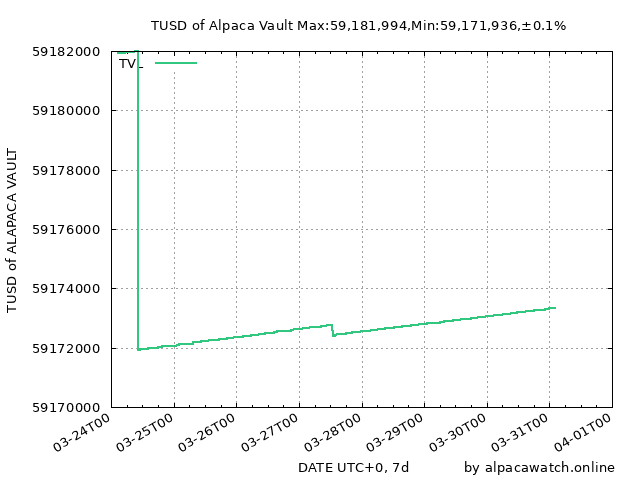 TUSD of Alpaca Vault Max:59,181,994,Min:59,171,936,±0.1%
TV_
59182000
59180000
59178000
59176000
59174000
59172000
59170000
TUSD of ALAPACA VAULT
03-24T00
03-25T00
03-26T00
03-27T00
03-28T00
03-29T00
03-30T00
03-31T00
04-01T00
DATE UTC+0, 7d
by alpacawatch.online